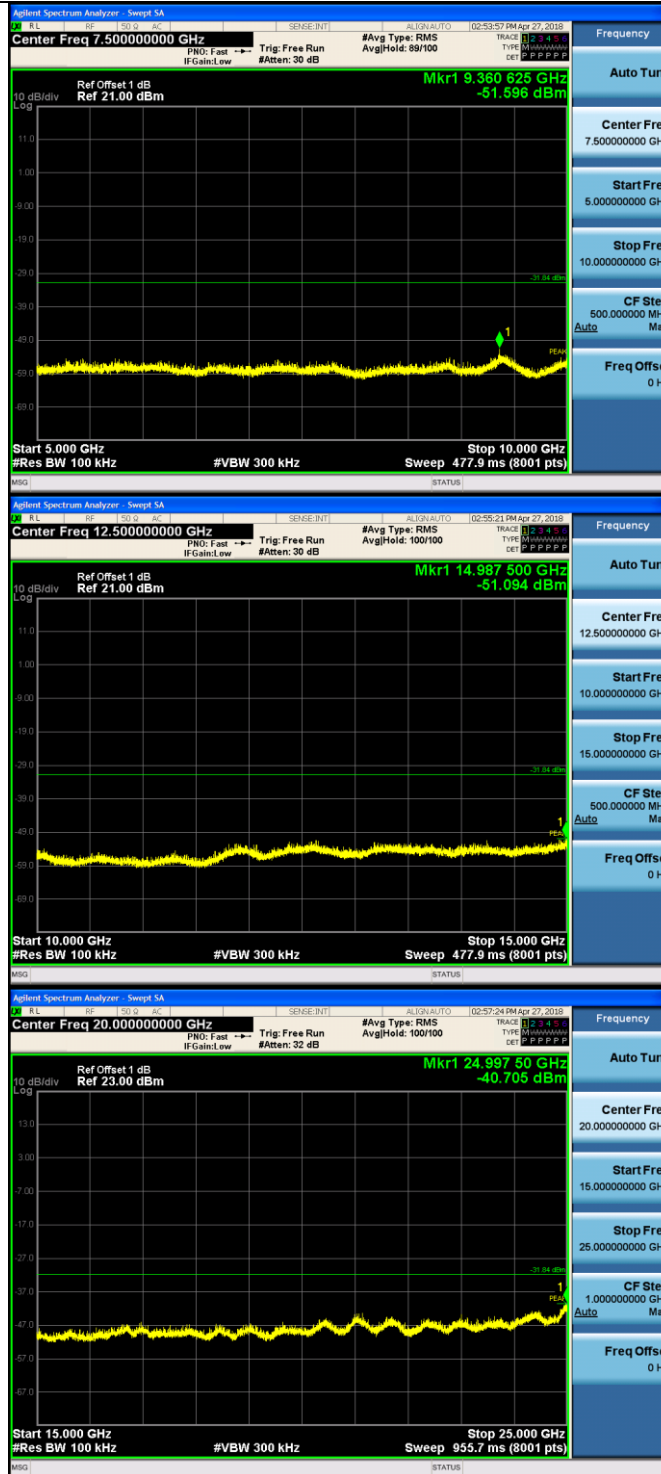 Agilent Spectrum Analyzer - Swept SA
RL RF 50 Ω AC SENSE:INT ALIGNAUTO 02:53:57 PM Apr 27, 2018
Center Freq 7.500000000 GHz
PNO: Fast
IFGain:Low
Trig: Free Run
#Atten: 30 dB
#Avg Type: RMS
Avg|Hold: 89/100
TRACE 1 2 3 4 5 6
TYPE M
DET P P P P P P
Frequency
Mkr1 9.360 625 GHz
-51.596 dBm
Ref Offset 1 dB
10 dB/div Ref 21.00 dBm
Log
11.0
1.00
-9.00
-19.0
-29.0
-31.84 dBm
-39.0
-49.0
1
PEAK
-59.0
-69.0
Start 5.000 GHz Stop 10.000 GHz
#Res BW 100 kHz #VBW 300 kHz Sweep 477.9 ms (8001 pts)
MSG STATUS
Auto Tun
Center Fre
7.500000000 GH
Start Fre
5.000000000 GH
Stop Fre
10.000000000 GH
CF Ste
500.000000 MH
Auto Ma
Freq Offse
0 H
Agilent Spectrum Analyzer - Swept SA
RL RF 50 Ω AC SENSE:INT ALIGNAUTO 02:55:21 PM Apr 27, 2018
Center Freq 12.500000000 GHz
PNO: Fast
IFGain:Low
Trig: Free Run
#Atten: 30 dB
#Avg Type: RMS
Avg|Hold: 100/100
TRACE 1 2 3 4 5 6
TYPE M
DET P P P P P P
Frequency
Mkr1 14.987 500 GHz
-51.094 dBm
Ref Offset 1 dB
10 dB/div Ref 21.00 dBm
Log
11.0
1.00
-9.00
-19.0
-29.0
-31.84 dBm
-39.0
-49.0
1
PEAK
-59.0
-69.0
Start 10.000 GHz Stop 15.000 GHz
#Res BW 100 kHz #VBW 300 kHz Sweep 477.9 ms (8001 pts)
MSG STATUS
Auto Tun
Center Fre
12.500000000 GH
Start Fre
10.000000000 GH
Stop Fre
15.000000000 GH
CF Ste
500.000000 MH
Auto Ma
Freq Offse
0 H
Agilent Spectrum Analyzer - Swept SA
RL RF 50 Ω AC SENSE:INT ALIGNAUTO 02:57:24 PM Apr 27, 2018
Center Freq 20.000000000 GHz
PNO: Fast
IFGain:Low
Trig: Free Run
#Atten: 32 dB
#Avg Type: RMS
Avg|Hold: 100/100
TRACE 1 2 3 4 5 6
TYPE M
DET P P P P P P
Frequency
Mkr1 24.997 50 GHz
-40.705 dBm
Ref Offset 1 dB
10 dB/div Ref 23.00 dBm
Log
13.0
3.00
-7.00
-17.0
-27.0
-31.84 dBm
-37.0
1
PEAK
-47.0
-57.0
-67.0
Start 15.000 GHz Stop 25.000 GHz
#Res BW 100 kHz #VBW 300 kHz Sweep 955.7 ms (8001 pts)
MSG STATUS
Auto Tun
Center Fre
20.000000000 GH
Start Fre
15.000000000 GH
Stop Fre
25.000000000 GH
CF Ste
1.000000000 GH
Auto Ma
Freq Offse
0 H